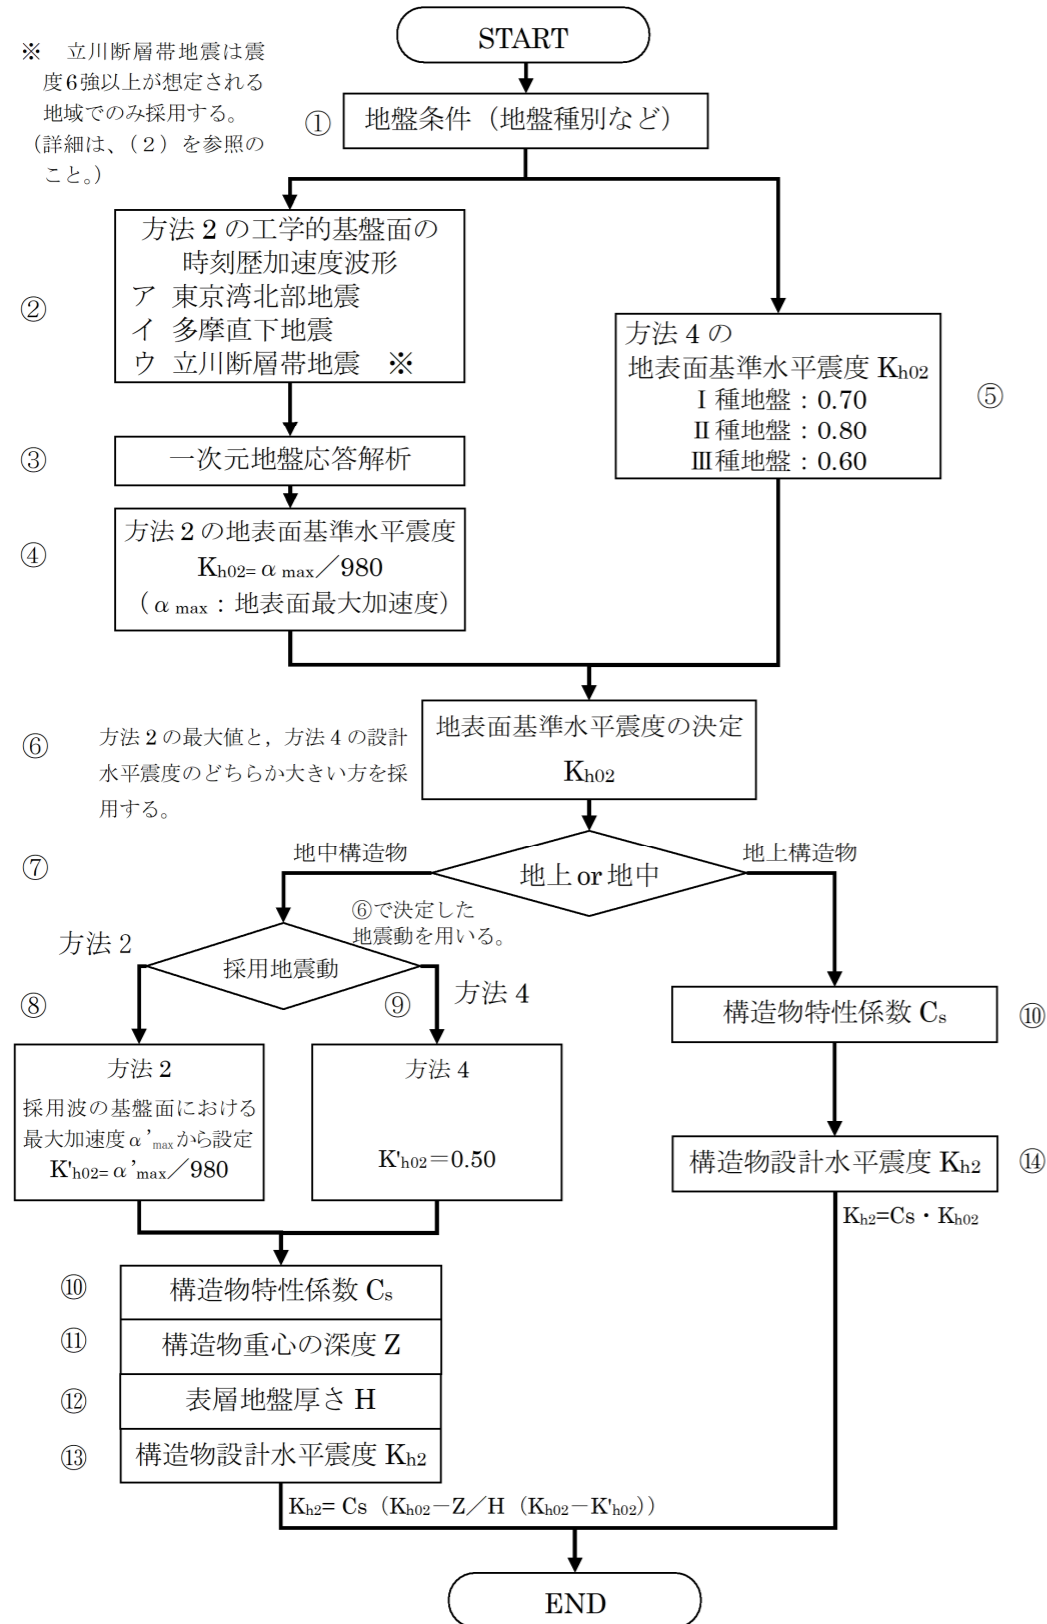 START
※　立川断層帯地震は震
度6強以上が想定される
地域でのみ採用する。
（詳細は、（２）を参照の
こと。）
① 地盤条件（地盤種別など）
② 方法 2 の工学的基盤面の
時刻歴加速度波形
ア 東京湾北部地震
イ 多摩直下地震
ウ 立川断層帯地震　※
③ 一次元地盤応答解析
④ 方法 2 の地表面基準水平震度
Kh02=α max／980
（α max：地表面最大加速度）
方法 4 の
地表面基準水平震度 Kh02
Ⅰ種地盤：0.70
Ⅱ種地盤：0.80
Ⅲ種地盤：0.60
⑤
⑥ 方法 2 の最大値と，方法 4 の設計
水平震度のどちらか大きい方を採
用する。
地表面基準水平震度の決定
Kh02
⑦ 地中構造物
地上 or 地中
地上構造物
⑥で決定した
地震動を用いる。
方法 2
採用地震動
方法 4
⑧ 方法 2
採用波の基盤面における
最大加速度α’maxから設定
K'h02=α’max／980
⑨ 方法 4
K'h02＝0.50
構造物特性係数 Cs ⑩
構造物設計水平震度 Kh2 ⑭
Kh2=Cs・Kh02
⑩ 構造物特性係数 Cs
⑪ 構造物重心の深度 Z
⑫ 表層地盤厚さ H
⑬ 構造物設計水平震度 Kh2
Kh2= Cs（Kh02－Z／H（Kh02－K'h02））
END